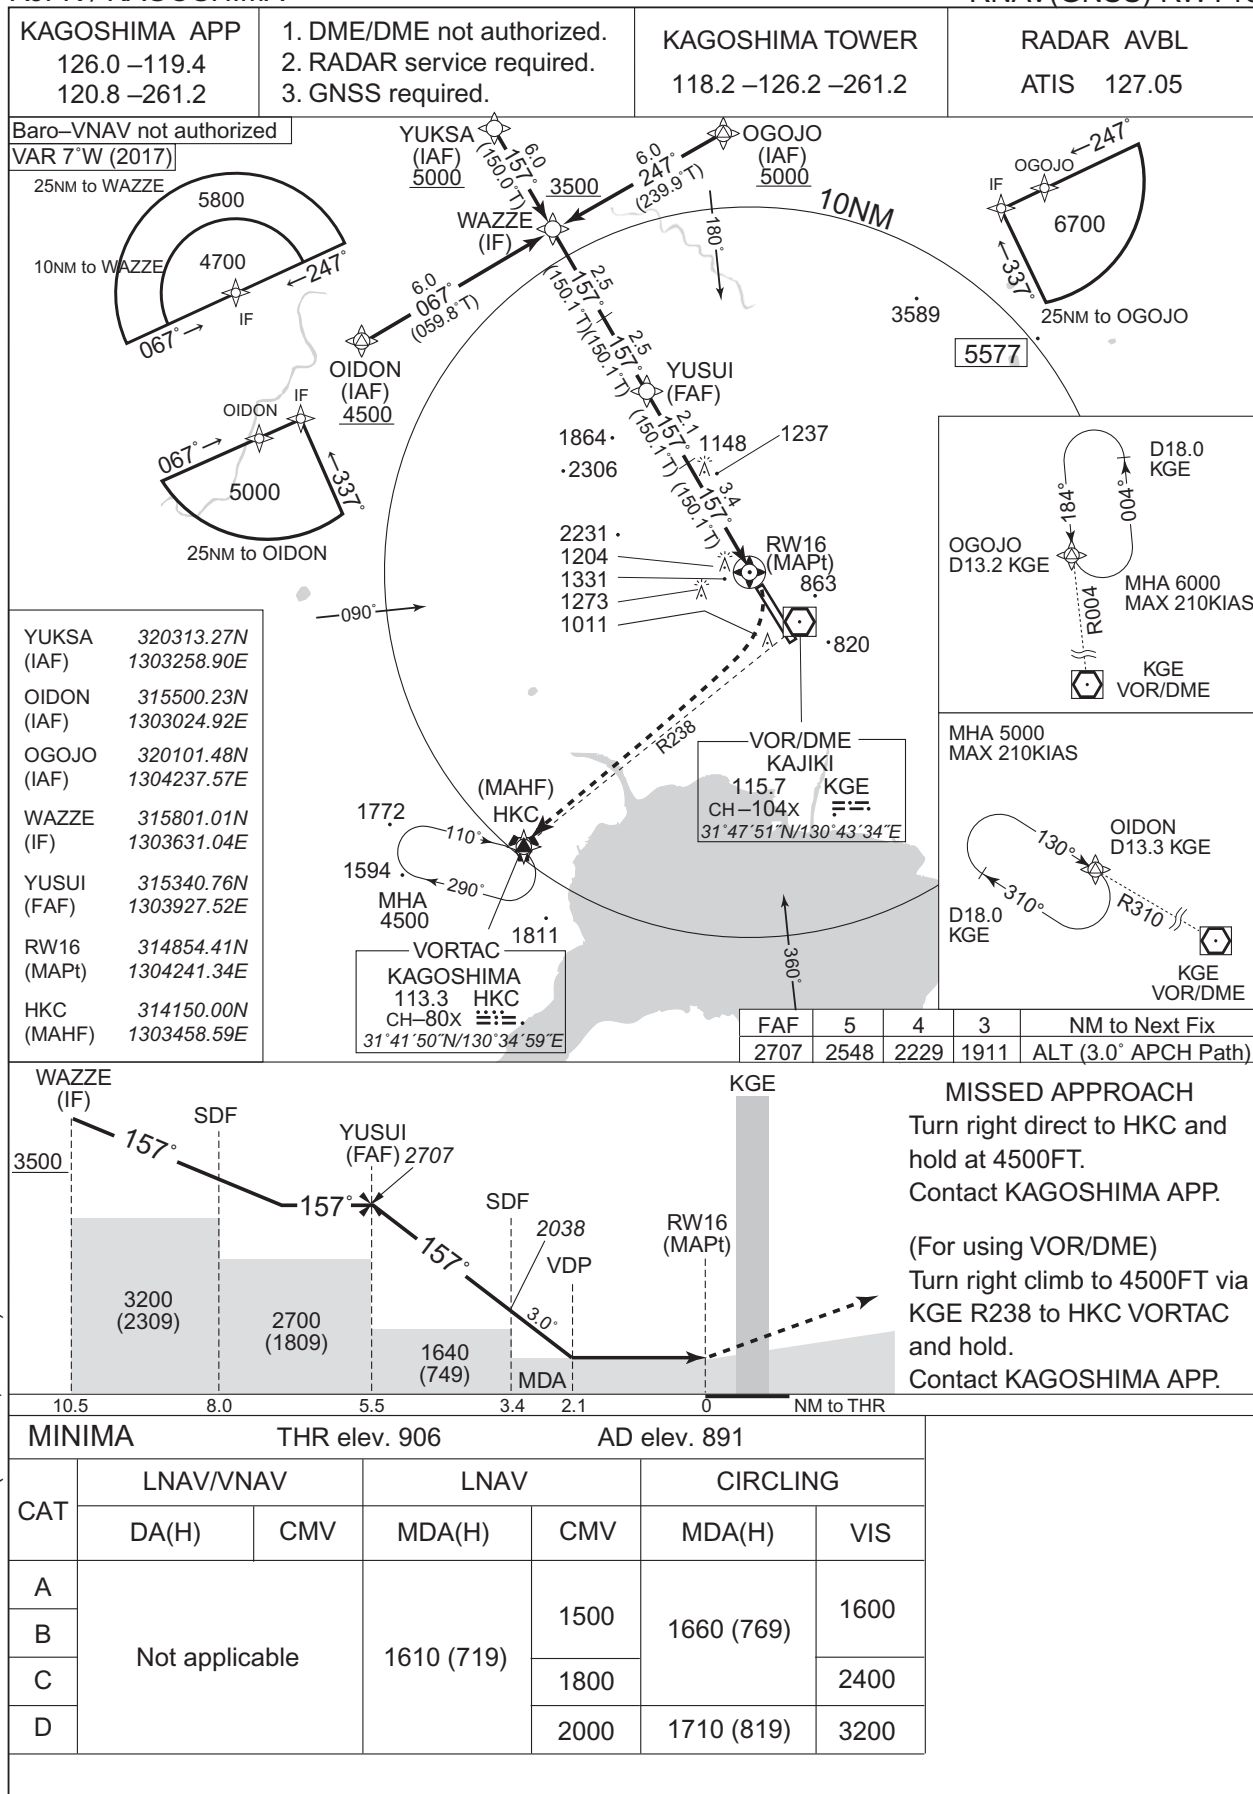 KAGOSHIMA APP
126.0 –119.4
120.8 –261.2
1. DME/DME not authorized.
2. RADAR service required.
3. GNSS required.
KAGOSHIMA TOWER
118.2 –126.2 –261.2
RADAR AVBL
ATIS 127.05
Baro–VNAV not authorized
VAR 7°W (2017)
25NM to WAZZE
5800
10NM to WAZZE
4700
←247°
067°→
IF
YUKSA
(IAF)
5000
6.0
157°
(150.0°T)
OGOJO
(IAF)
5000
6.0
247°
(239.9°T)
3500
WAZZE
(IF)
180°
10NM
←247°
OGOJO
IF
6700
←337°
25NM to OGOJO
6.0
067°
(059.8°T)
OIDON
(IAF)
4500
2.5
157°
(150.1°T)
2.5
157°
(150.1°T)
YUSUI
(FAF)
3589
5577
OIDON
IF
067°→
5000
←337°
25NM to OIDON
2.1
157°
(150.1°T)
3.4
157°
(150.1°T)
1864
2306
1148
1237
2231
1204
1331
1273
1011
RW16
(MAPt)
863
820
090°
D18.0
KGE
184°
004°
OGOJO
D13.2 KGE
MHA 6000
MAX 210KIAS
R004
KGE
VOR/DME
YUKSA 320313.27N
(IAF) 1303258.90E
OIDON 315500.23N
(IAF) 1303024.92E
OGOJO 320101.48N
(IAF) 1304237.57E
WAZZE 315801.01N
(IF) 1303631.04E
YUSUI 315340.76N
(FAF) 1303927.52E
RW16 314854.41N
(MAPt) 1304241.34E
HKC 314150.00N
(MAHF) 1303458.59E
R238
VOR/DME
KAJIKI
115.7 KGE
CH–104X
31°47´51˝N/130°43´34˝E
(MAHF)
HKC
1772
110°
1594
290°
MHA
4500
1811
VORTAC
KAGOSHIMA
113.3 HKC
CH–80X
31°41´50˝N/130°34´59˝E
360°
MHA 5000
MAX 210KIAS
130°
OIDON
D13.3 KGE
310°
D18.0
KGE
R310
KGE
VOR/DME
FAF 5 4 3 NM to Next Fix
2707 2548 2229 1911 ALT (3.0° APCH Path)
WAZZE
(IF)
3500
157°
SDF
YUSUI
(FAF) 2707
157°
157°
SDF
2038
VDP
3.0°
RW16
(MAPt)
KGE
3200
(2309)
2700
(1809)
1640
(749)
MDA
10.5 8.0 5.5 3.4 2.1 0 NM to THR
MISSED APPROACH
Turn right direct to HKC and
hold at 4500FT.
Contact KAGOSHIMA APP.
(For using VOR/DME)
Turn right climb to 4500FT via
KGE R238 to HKC VORTAC
and hold.
Contact KAGOSHIMA APP.
MINIMA THR elev. 906 AD elev. 891
CAT LNAV/VNAV LNAV CIRCLING
DA(H) CMV MDA(H) CMV MDA(H) VIS
A
B
C
D
Not applicable
1610 (719)
1500
1800
2000
1660 (769)
1710 (819)
1600
2400
3200